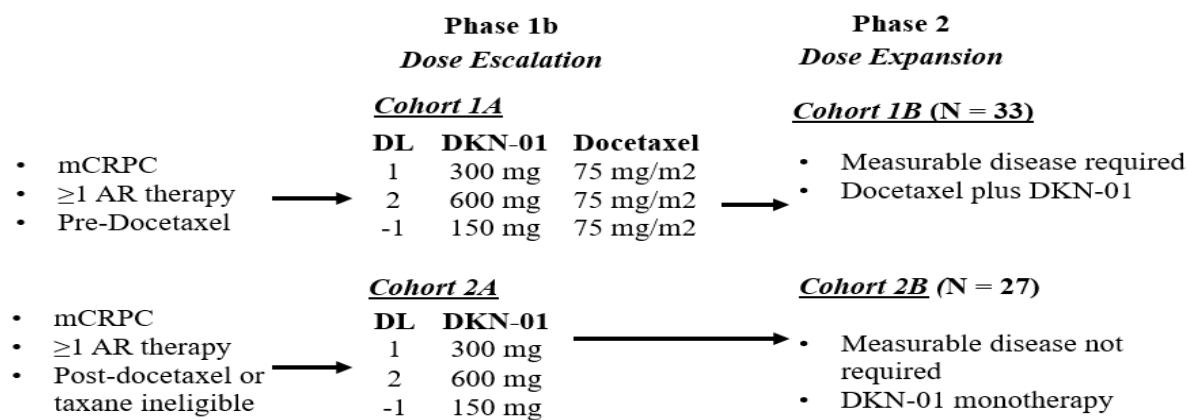 Phase 1b
Dose Escalation
Phase 2
Dose Expansion
• mCRPC
• ≥1 AR therapy
• Pre-Docetaxel
Cohort 1A
DL DKN-01 Docetaxel
1 300 mg 75 mg/m2
2 600 mg 75 mg/m2
-1 150 mg 75 mg/m2
Cohort 1B (N = 33)
• Measurable disease required
• Docetaxel plus DKN-01
• mCRPC
• ≥1 AR therapy
• Post-docetaxel or
taxane ineligible
Cohort 2A
DL DKN-01
1 300 mg
2 600 mg
-1 150 mg
Cohort 2B (N = 27)
• Measurable disease not
required
• DKN-01 monotherapy